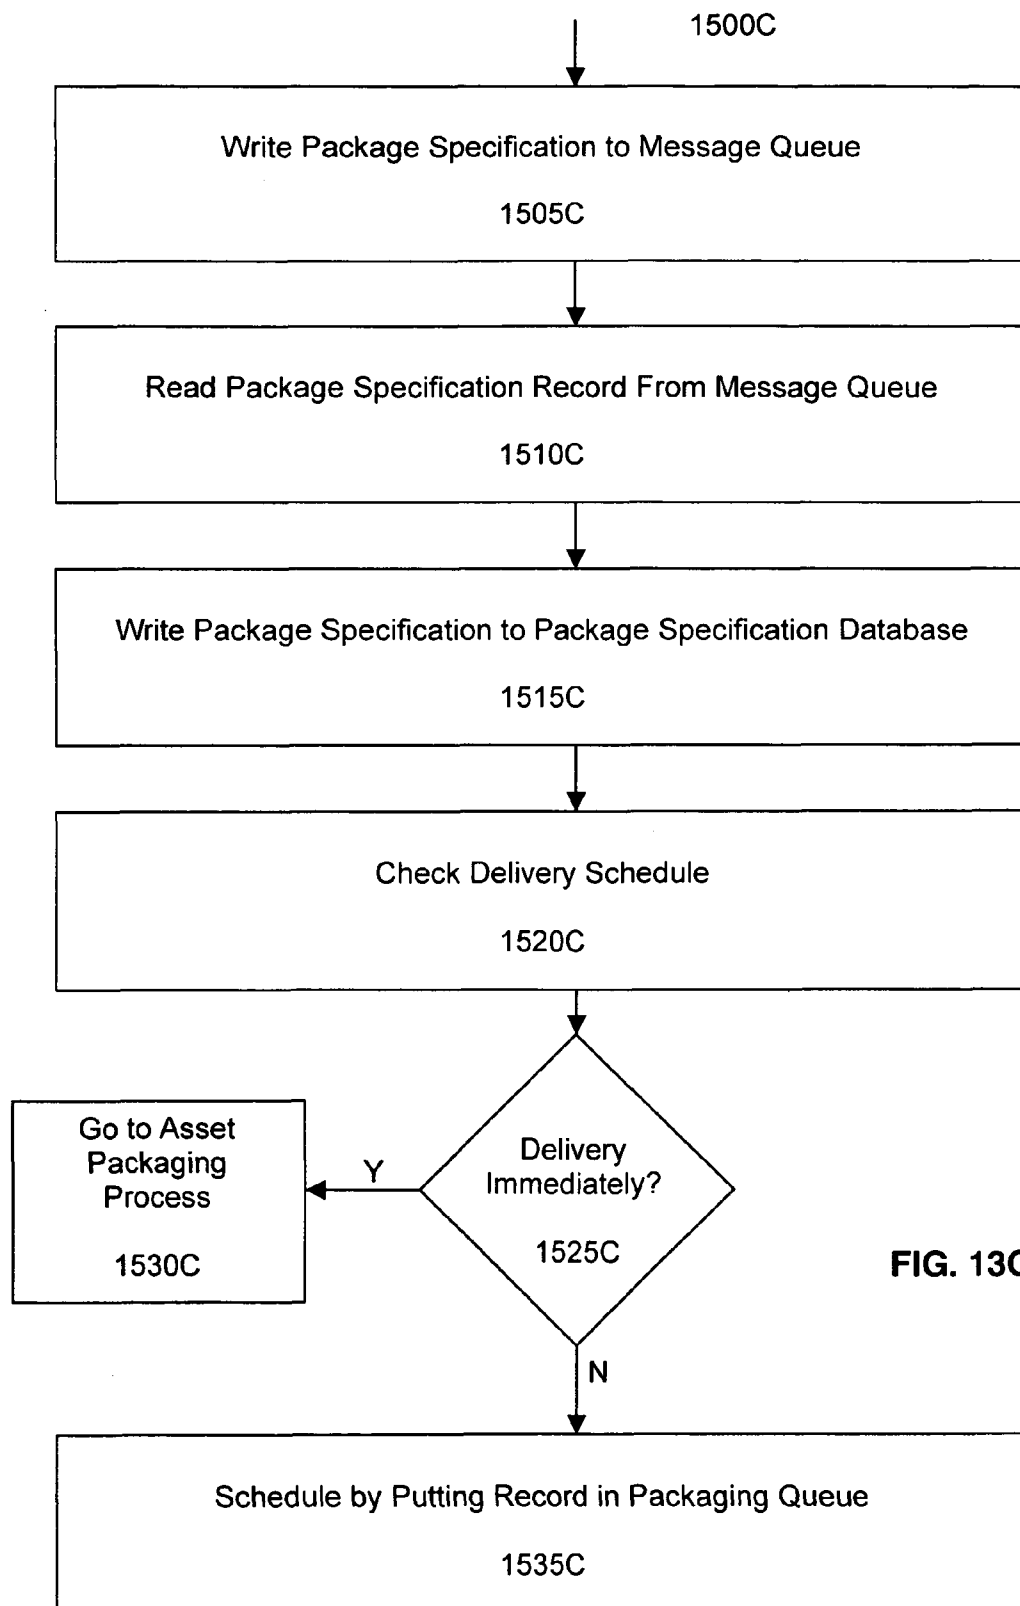 1500C
Write Package Specification to Message Queue
1505C
Read Package Specification Record From Message Queue
1510C
Write Package Specification to Package Specification Database
1515C
Check Delivery Schedule
1520C
Go to Asset
Packaging
Process
1530C
Y
Delivery
Immediately?
1525C
FIG. 13C
N
Schedule by Putting Record in Packaging Queue
1535C